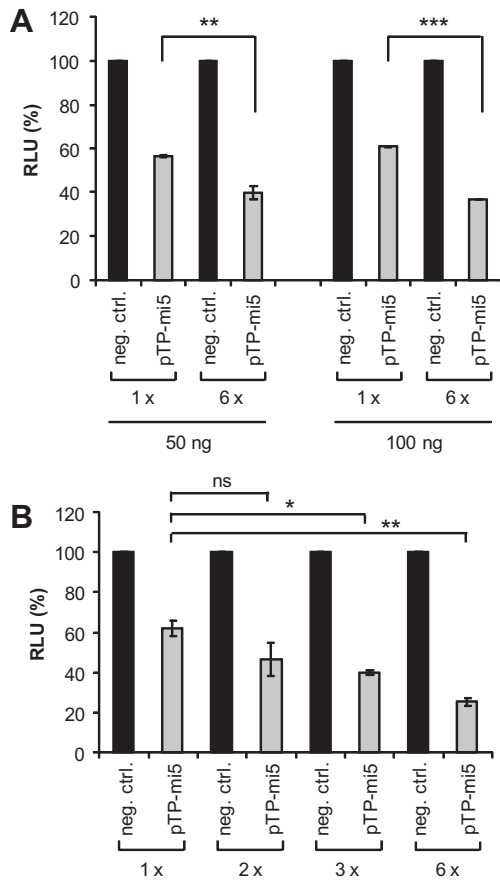 A
** ***
120
100
80
60
40
20
0
RLU (%)
neg. ctrl. pTP-mi5 neg. ctrl. pTP-mi5 neg. ctrl. pTP-mi5 neg. ctrl. pTP-mi5
1 x 6 x 1 x 6 x
50 ng 100 ng
B
ns
*
**
120
100
80
60
40
20
0
RLU (%)
neg. ctrl. pTP-mi5 neg. ctrl. pTP-mi5 neg. ctrl. pTP-mi5 neg. ctrl. pTP-mi5
1 x 2 x 3 x 6 x